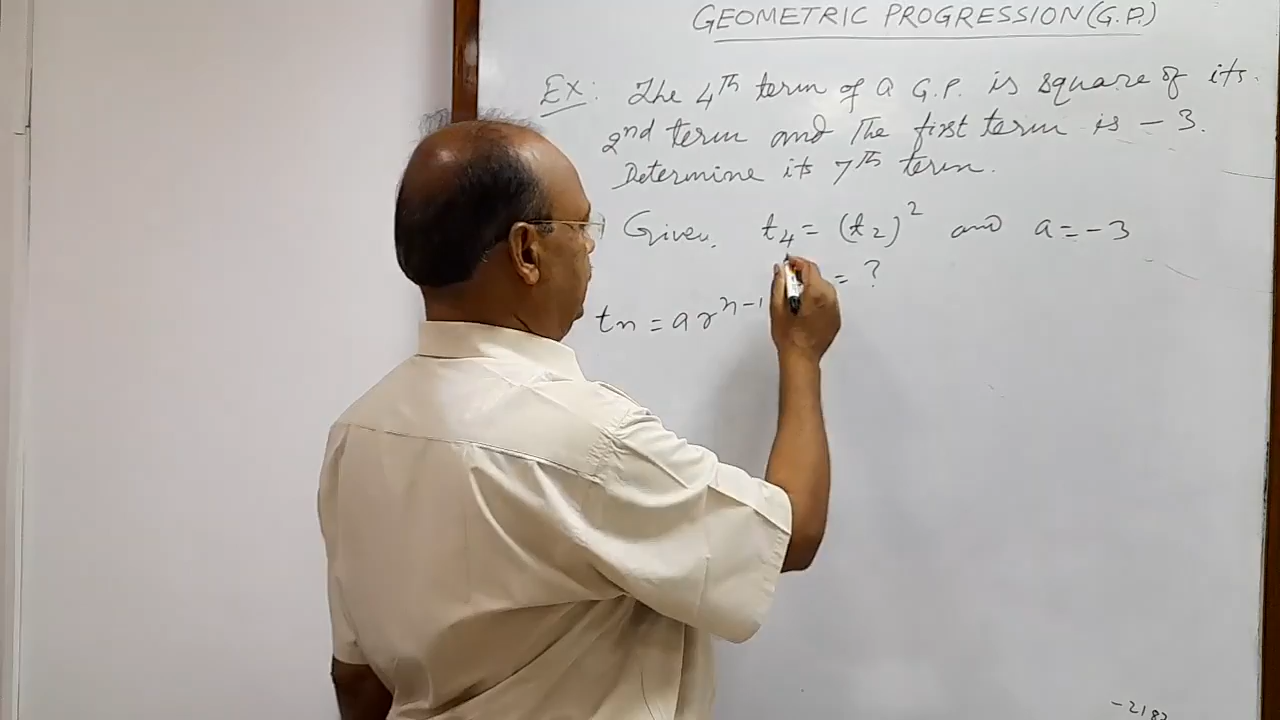 GEOMETRIC PROGRESSION (G.P.)
Ex: The 4th term of a G.P. is square of its
2nd term and the first term is -3.
Determine its 7th term.
Given, t4 = (t2)^2 and a = -3
= ?
tn = ar^n-1
-2187